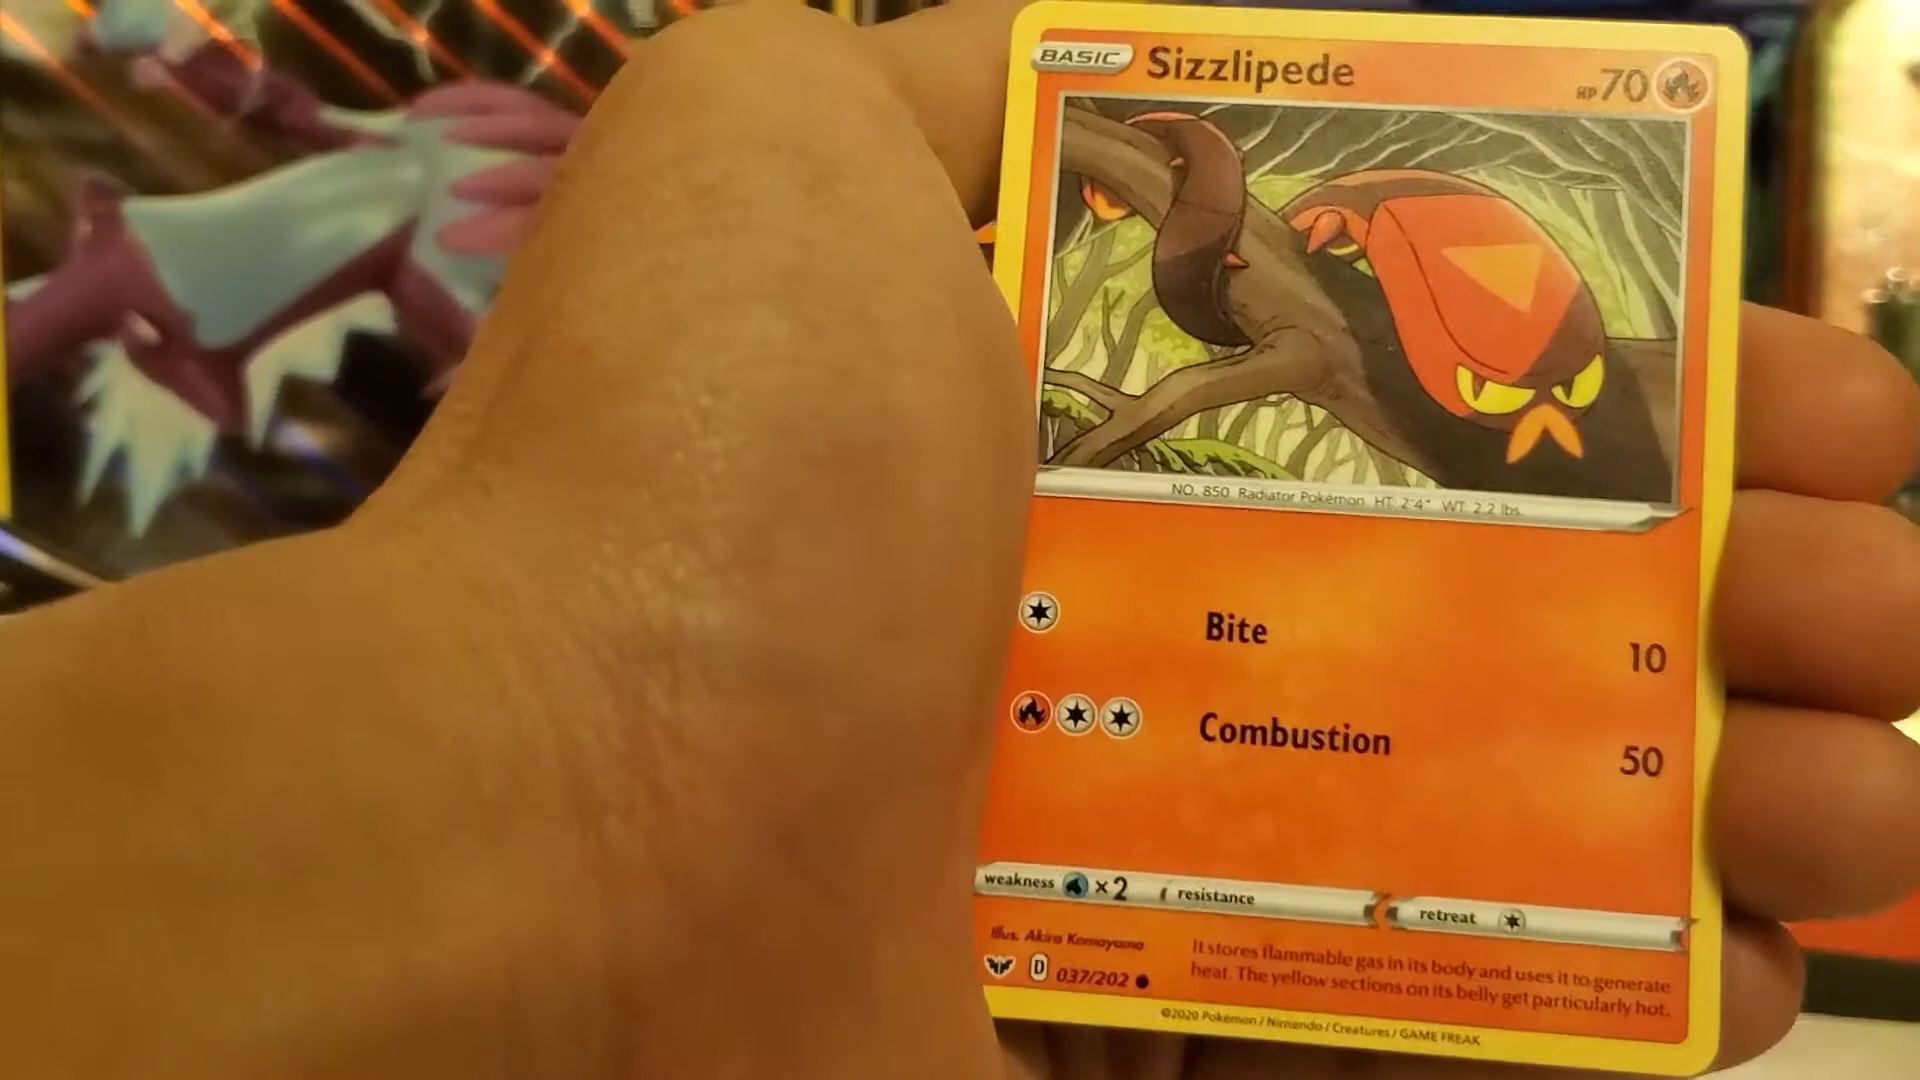 BASIC Sizzlipede HP 70
NO. 850 Radiator Pokémon HT: 2'4" WT: 2.2 lbs.
Bite 10
Combustion 50
weakness ×2 resistance retreat
Illus. Akira Komayama
It stores flammable gas in its body and uses it to generate
heat. The yellow sections on its belly get particularly hot.
D 037/202
©2020 Pokémon / Nintendo / Creatures / GAME FREAK